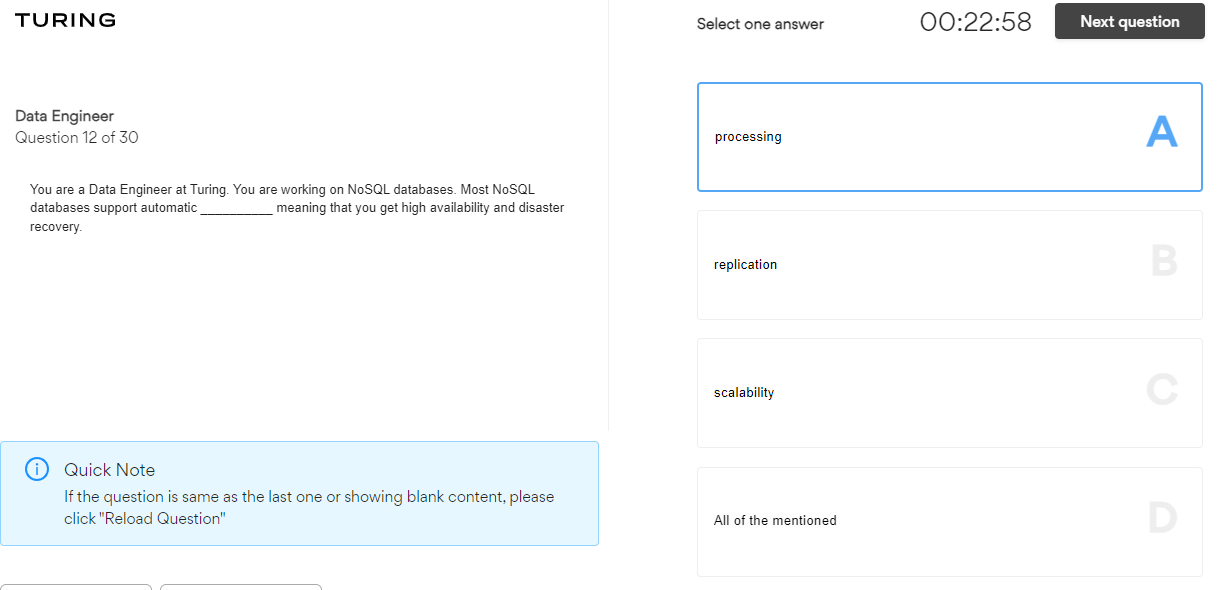 TURING
Select one answer
00:22:58
Next question
Data Engineer
Question 12 of 30
You are a Data Engineer at Turing. You are working on NoSQL databases. Most NoSQL
databases support automatic __________ meaning that you get high availability and disaster
recovery.
processing
A
replication
B
scalability
C
All of the mentioned
D
Quick Note
If the question is same as the last one or showing blank content, please
click "Reload Question"